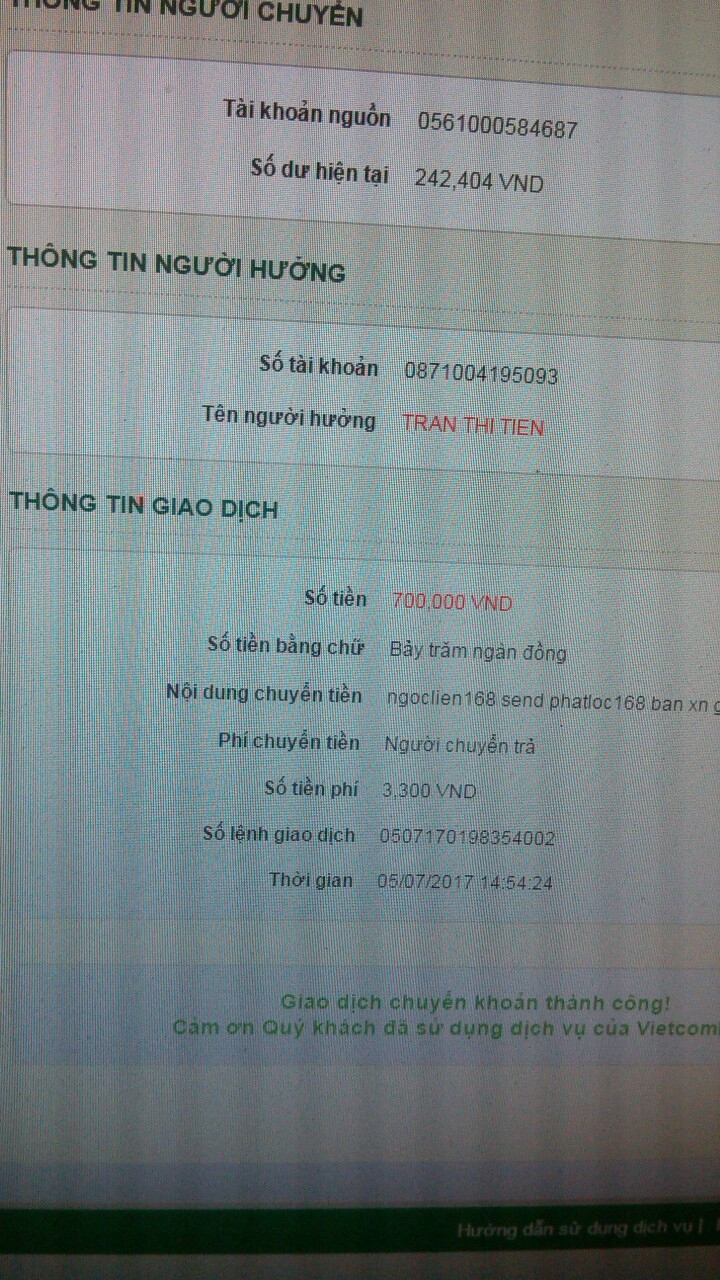 THÔNG TIN NGƯỜI CHUYỂN
Tài khoản nguồn 0561000584687
Số dư hiện tại 242,404 VND
THÔNG TIN NGƯỜI HƯỞNG
Số tài khoản 0871004195093
Tên người hưởng TRAN THI TIEN
THÔNG TIN GIAO DỊCH
Số tiền 700,000 VND
Số tiền bằng chữ Bảy trăm ngàn đồng
Nội dung chuyển tiền ngoclien168 send phatloc168 ban xn g
Phí chuyển tiền Người chuyển trả
Số tiền phí 3,300 VND
Số lệnh giao dịch 0507170198354002
Thời gian 05/07/2017 14:54:24
Giao dịch chuyển khoản thành công!
Cảm ơn Quý khách đã sử dụng dịch vụ của Vietcom
Hướng dẫn sử dụng dịch vụ |